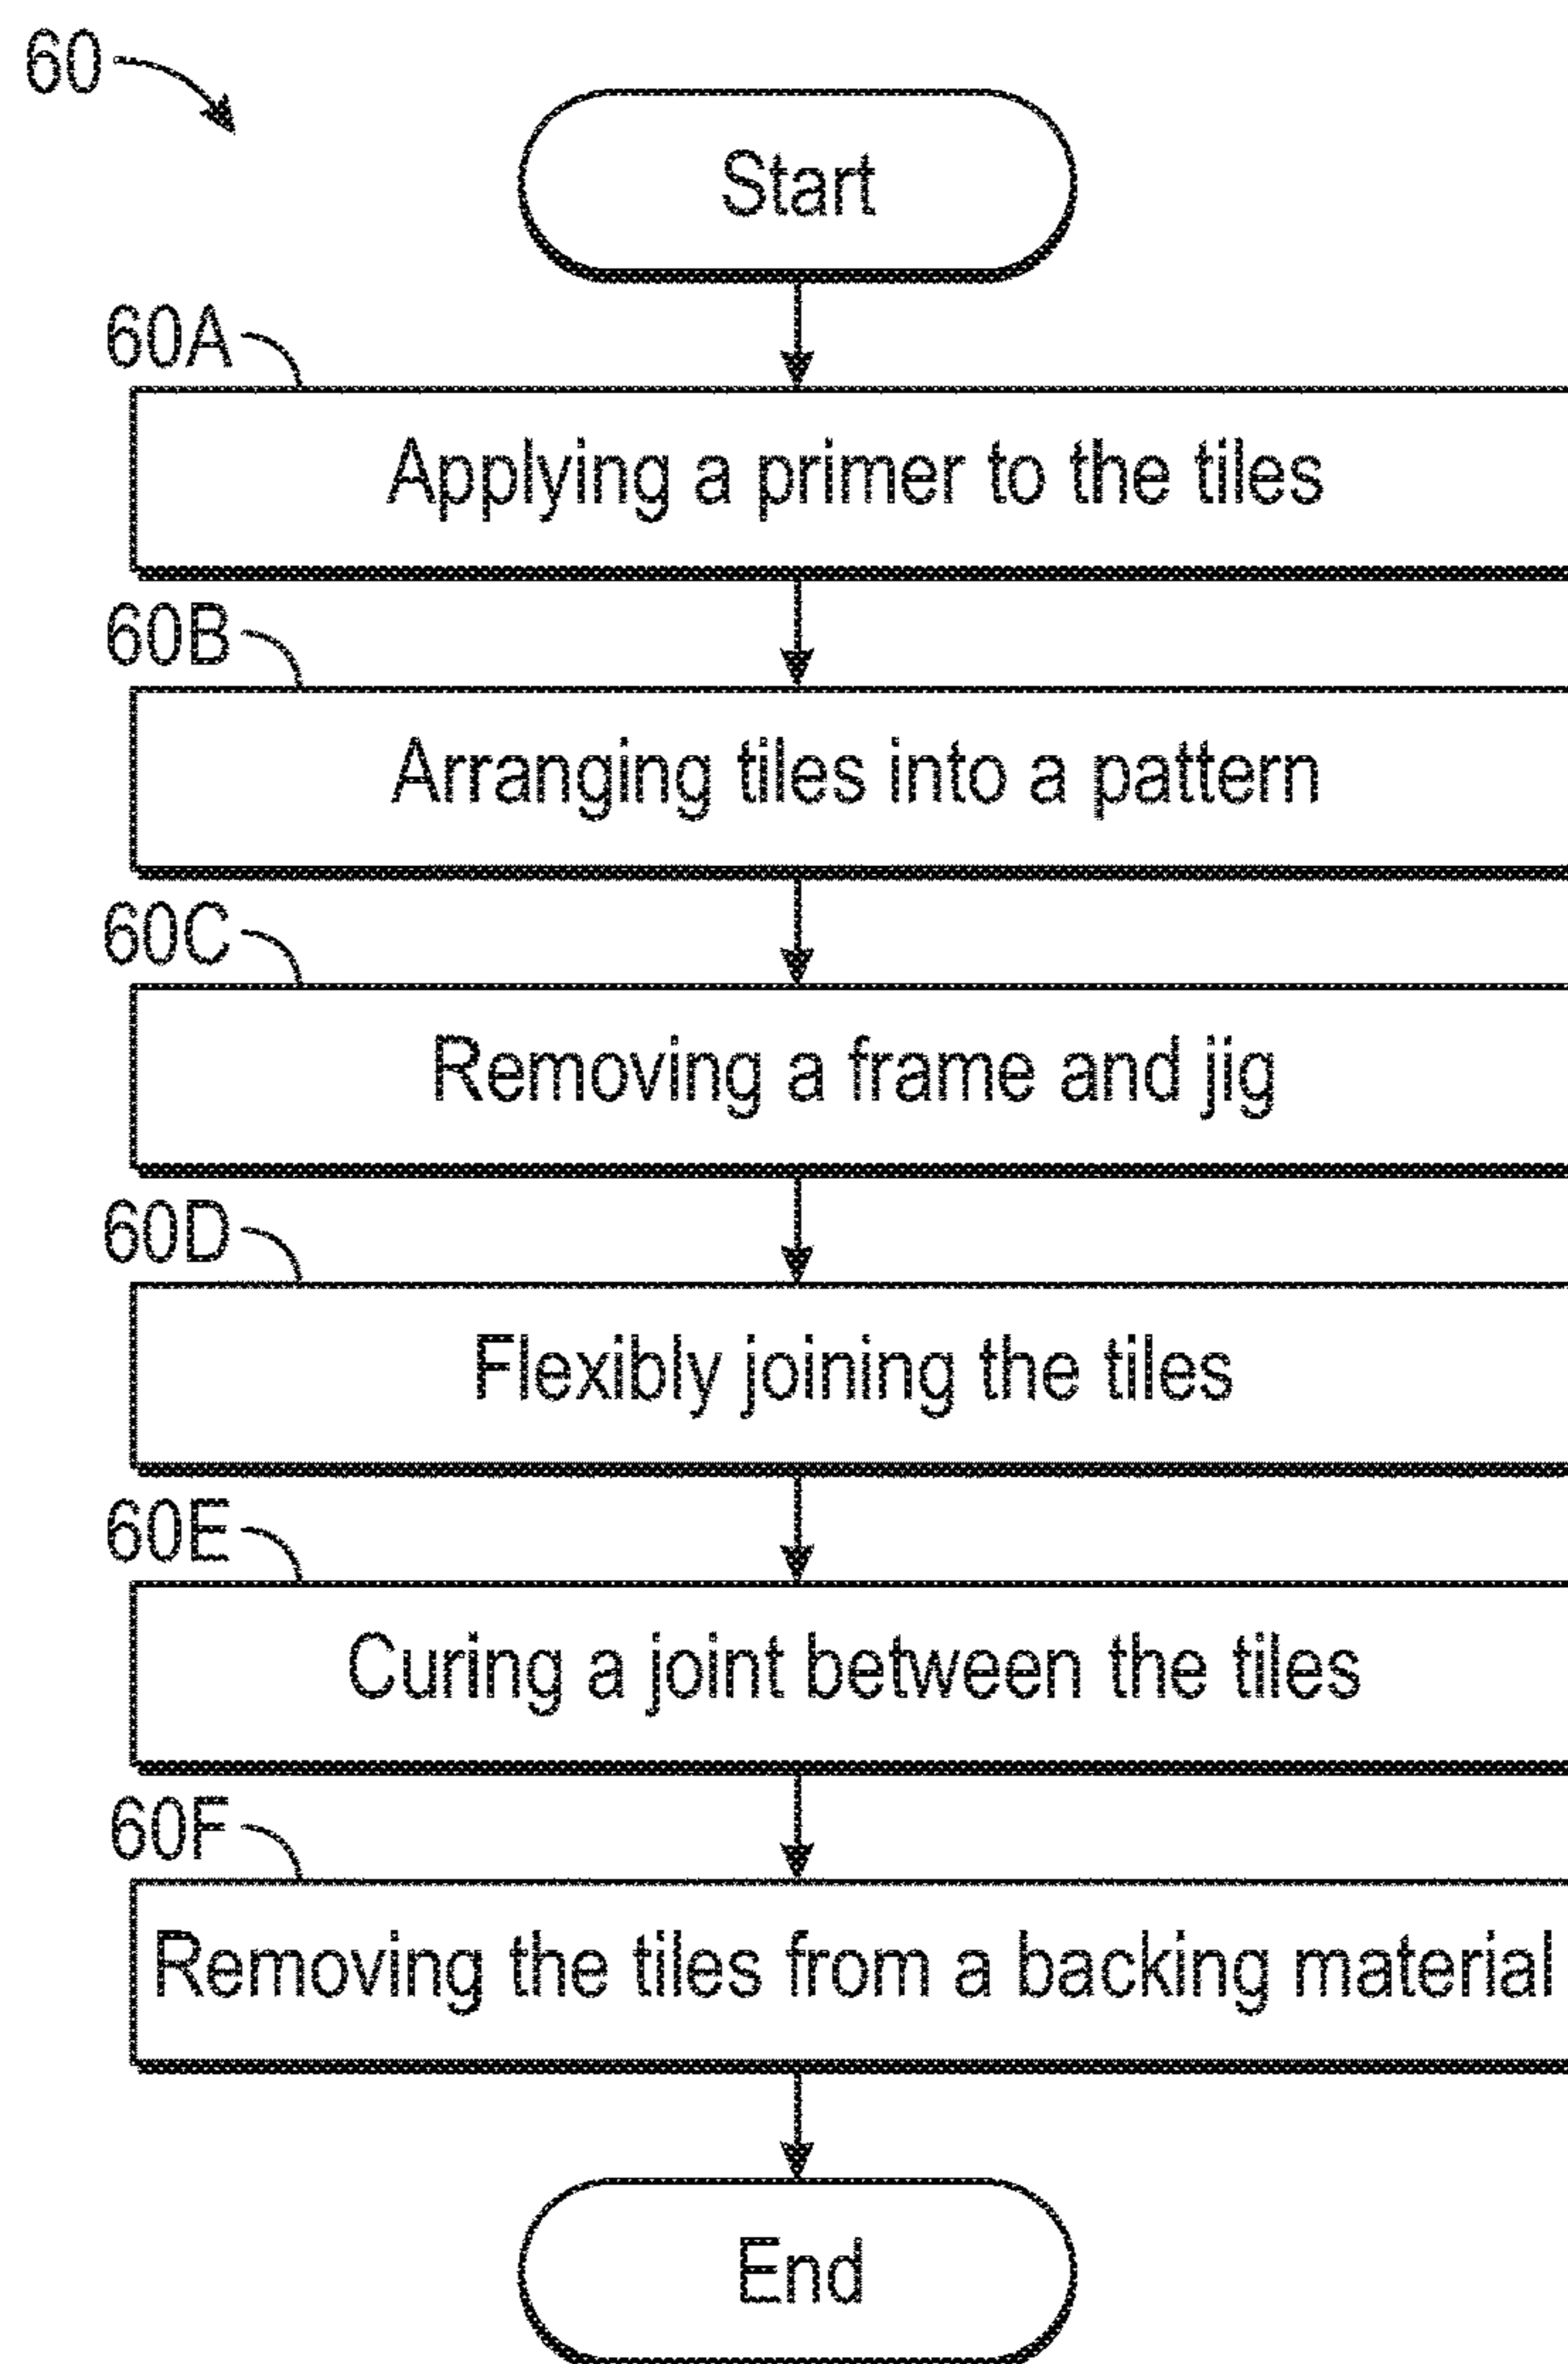 60
Start
60A
Applying a primer to the tiles
60B
Arranging tiles into a pattern
60C
Removing a frame and jig
60D
Flexibly joining the tiles
60E
Curing a joint between the tiles
60F
Removing the tiles from a backing material
End